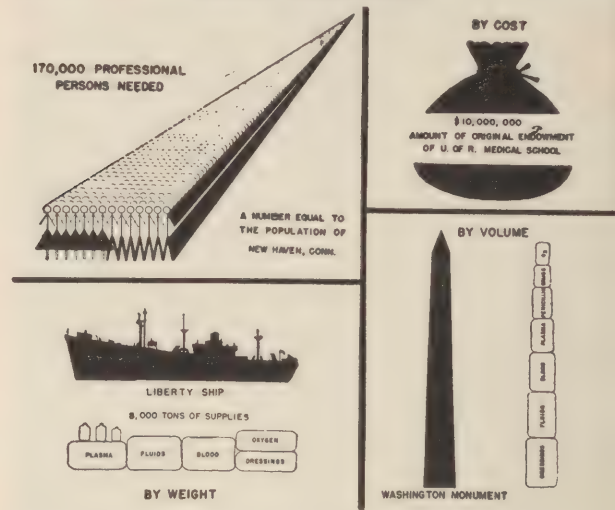 170,000 PROFESSIONAL
PERSONS NEEDED
A NUMBER EQUAL TO
THE POPULATION OF
NEW HAVEN, CONN.
BY COST
$10,000,000
AMOUNT OF ORIGINAL ENDOWMENT
OF U. OF R. MEDICAL SCHOOL
LIBERTY SHIP
8,000 TONS OF SUPPLIES
PLASMA
FLUIDS
BLOOD
OXYGEN
DRESSINGS
BY WEIGHT
BY VOLUME
PENICILLIN
PLASMA
BLOOD
FLUIDS
DRESSINGS
WASHINGTON MONUMENT